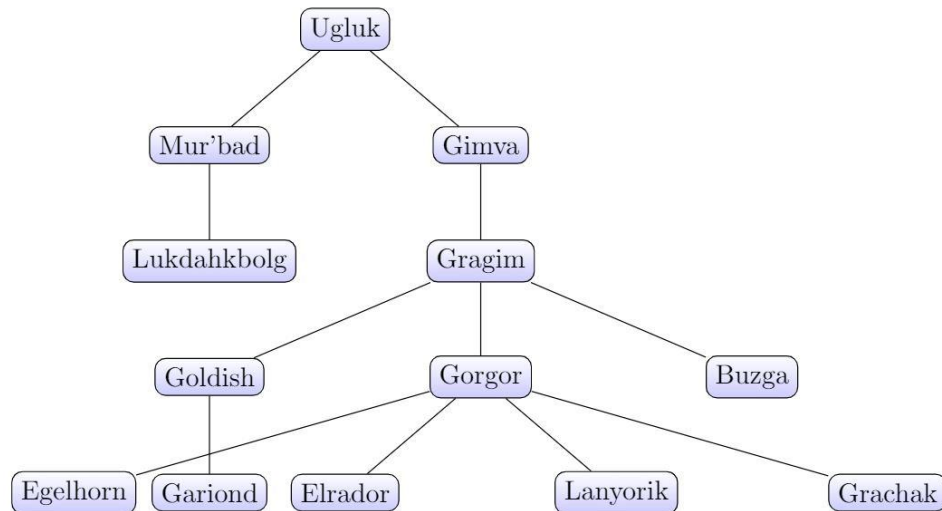 Ugluk
Mur'bad
Gimva
Lukdahkbolg
Gragim
Goldish
Gorgor
Buzga
Egelhorn
Gariond
Elrador
Lanyorik
Grachak